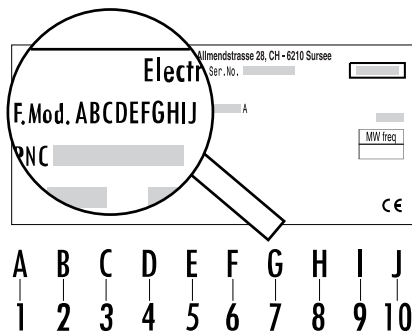 Allmendstrasse 28, CH - 6210 Sursee
Electr
Ser.No.
F.Mod. ABCDEFGHIJ
A
PNC
MW freq
CE
A B C D E F G H I J
1 2 3 4 5 6 7 8 9 10